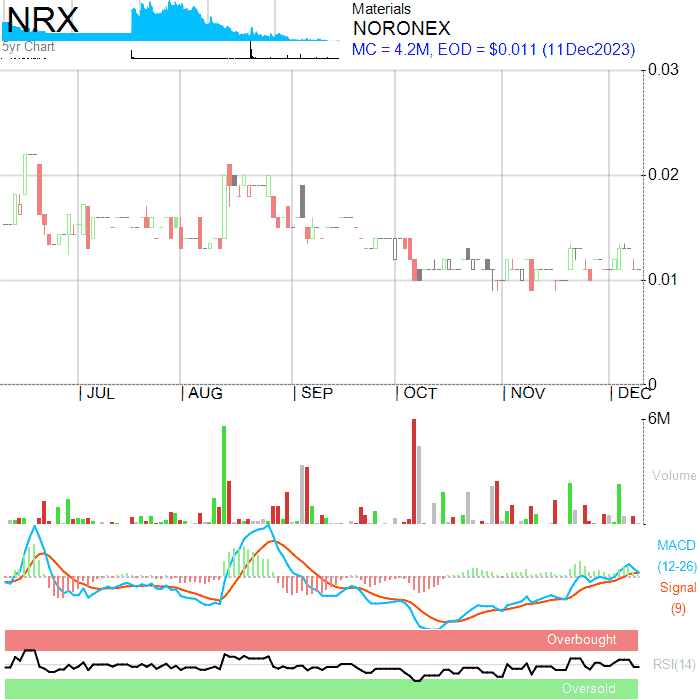 NRX
5yr Chart
Materials
NORONEX
MC = 4.2M, EOD = $0.011 (11Dec2023)
0.03
0.02
0.01
0
| JUL | AUG | SEP | OCT | NOV | DEC
6M
Volume
MACD
(12-26)
Signal
(9)
Overbought
RSI(14)
Oversold